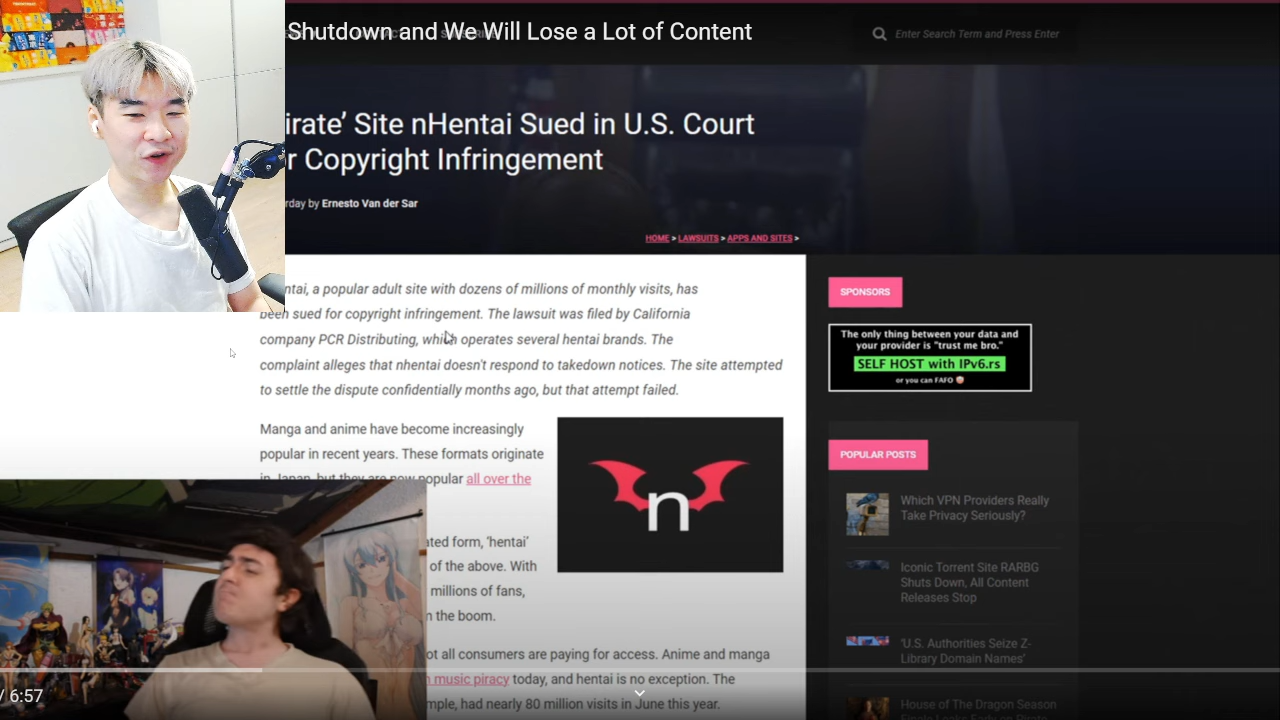 Shutdown and We Will Lose a Lot of Content
Enter Search Term and Press Enter
irate’ Site nHentai Sued in U.S. Court
r Copyright Infringement
rday by Ernesto Van der Sar
HOME > LAWSUITS > APPS AND SITES >
ntai, a popular adult site with dozens of millions of monthly visits, has
been sued for copyright infringement. The lawsuit was filed by California
company PCR Distributing, which operates several hentai brands. The
complaint alleges that nhentai doesn't respond to takedown notices. The site attempted
to settle the dispute confidentially months ago, but that attempt failed.
Manga and anime have become increasingly
popular in recent years. These formats originate
in Japan, but they are now popular all over the
n
ated form, ‘hentai’
of the above. With
millions of fans,
n the boom.
ot all consumers are paying for access. Anime and manga
n music piracy today, and hentai is no exception. The
mple, had nearly 80 million visits in June this year.
SPONSORS
The only thing between your data and
your provider is "trust me bro."
SELF HOST with IPv6.rs
or you can FAFO
POPULAR POSTS
Which VPN Providers Really
Take Privacy Seriously?
Iconic Torrent Site RARBG
Shuts Down, All Content
Releases Stop
‘U.S. Authorities Seize Z-
Library Domain Names’
House of The Dragon Season
/ 6:57